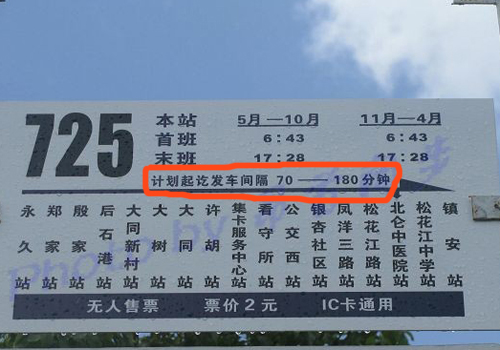 725
本站 5月—10月 11月—4月
首班 6:43 6:43
末班 17:28 17:28
计划起讫发车间隔 70 —— 180分钟
永久站
郑家站
殷家站
后石港站
大同新村站
大树站
大同站
许胡站
集卡服务中心站
看守所站
公交西站
银杏社区站
凤洋三路站
松花江路站
北仑中医院站
松花江中学站
镇安站
无人售票 票价2元 IC卡通用
Photo by